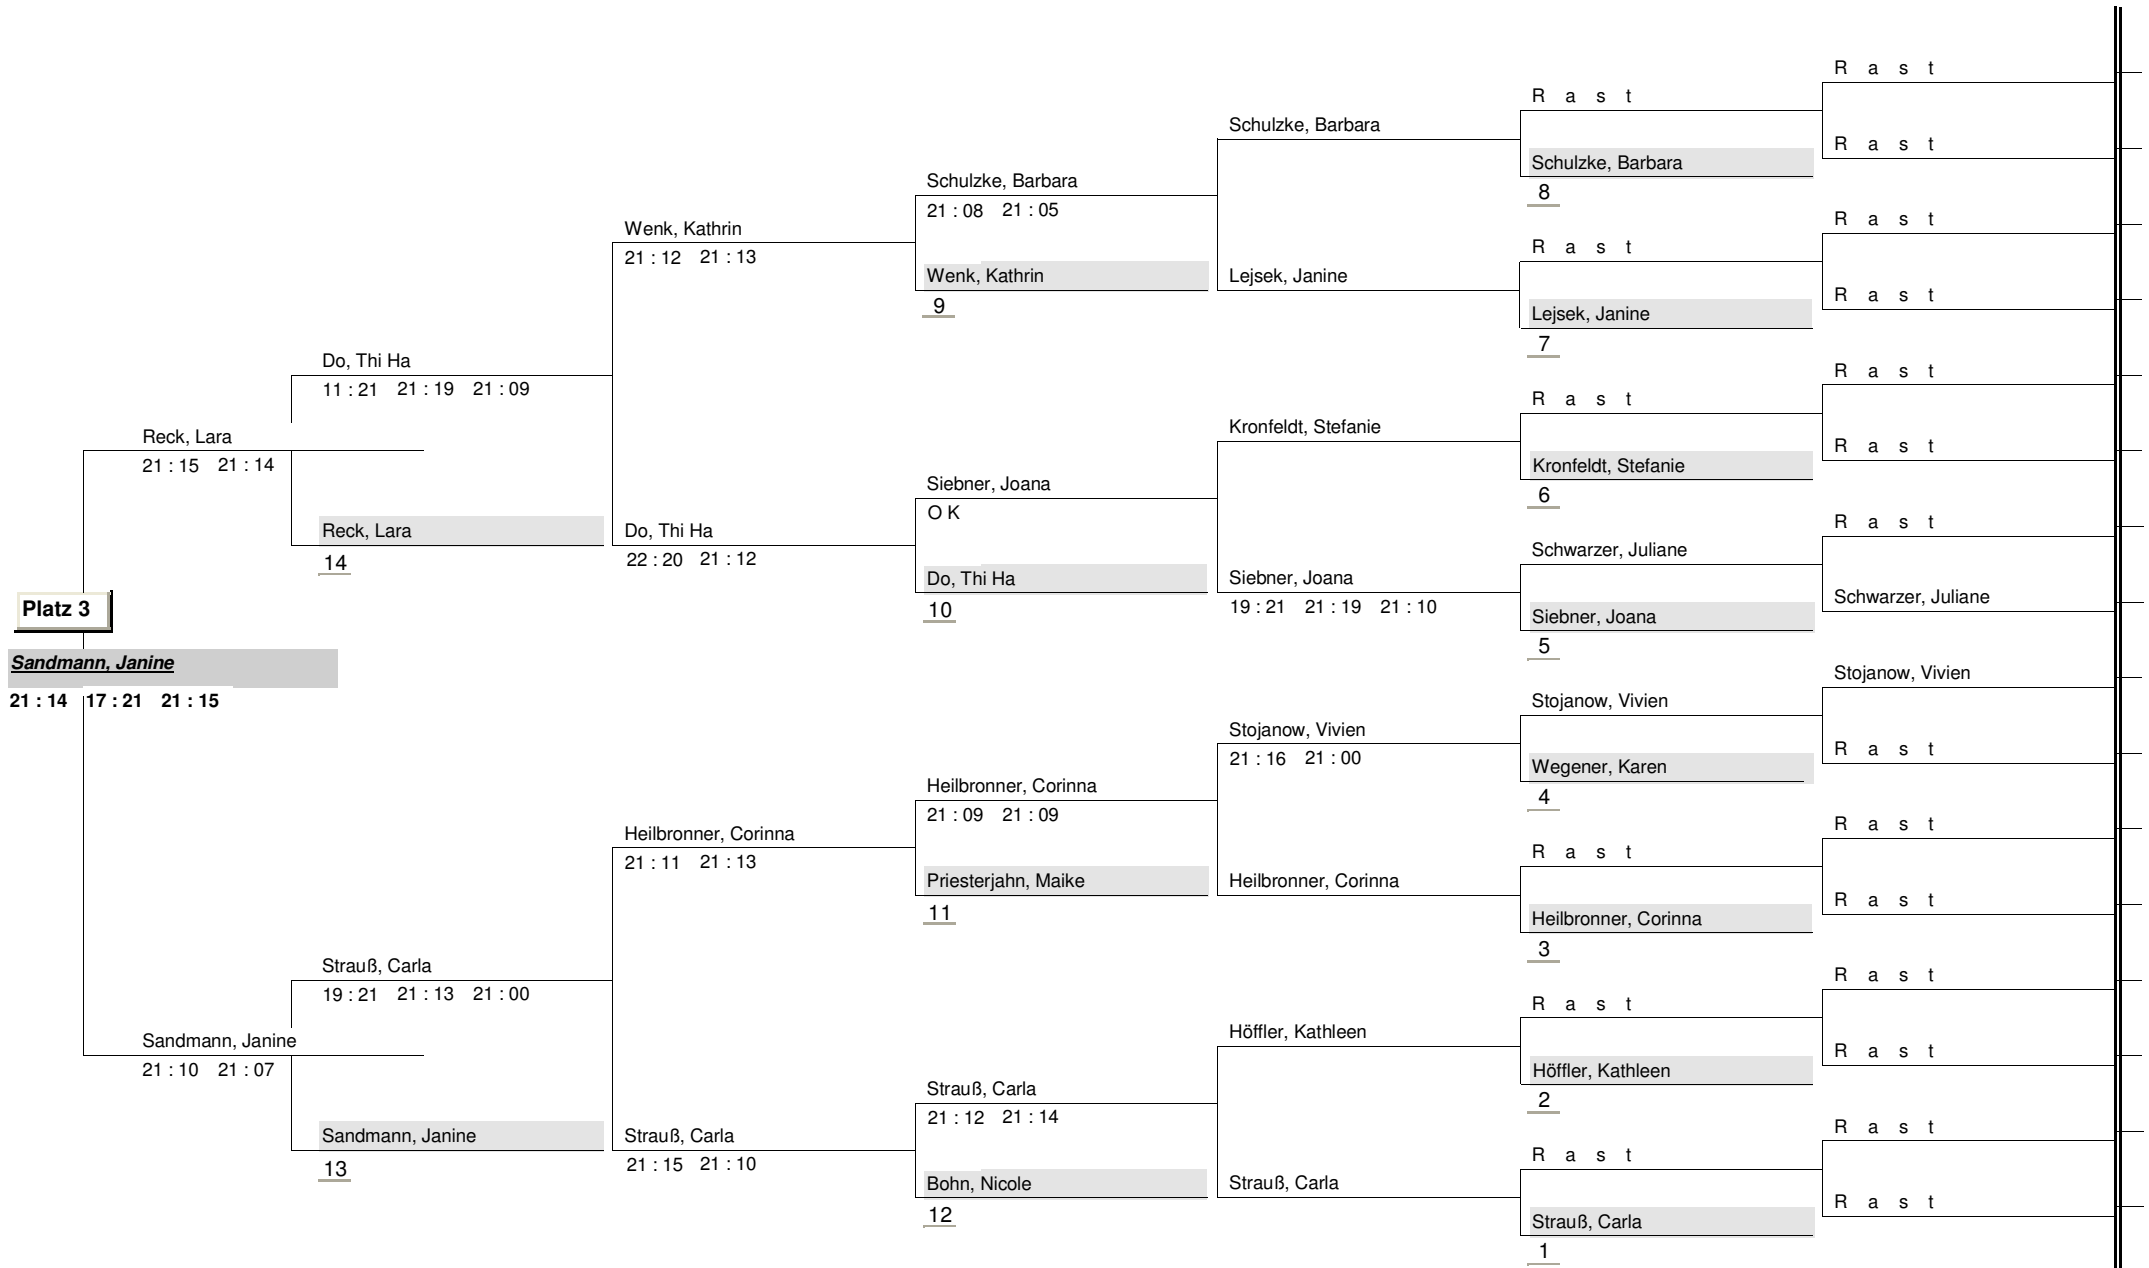 R a s t
R a s t
Schulzke, Barbara
R a s t
Schulzke, Barbara
Schulzke, Barbara
8
21 : 08 21 : 05
R a s t
Wenk, Kathrin
R a s t
21 : 12 21 : 13
Wenk, Kathrin
Lejsek, Janine
R a s t
9
Lejsek, Janine
7
Do, Thi Ha
R a s t
11 : 21 21 : 19 21 : 09
R a s t
Kronfeldt, Stefanie
Reck, Lara
R a s t
21 : 15 21 : 14
Kronfeldt, Stefanie
Siebner, Joana
6
O K
R a s t
Reck, Lara
Do, Thi Ha
Schwarzer, Juliane
14
22 : 20 21 : 12
Do, Thi Ha
Siebner, Joana
Schwarzer, Juliane
Platz 3
10
19 : 21 21 : 19 21 : 10
Siebner, Joana
5
Sandmann, Janine
Stojanow, Vivien
21 : 14 17 : 21 21 : 15
Stojanow, Vivien
Stojanow, Vivien
R a s t
21 : 16 21 : 00
Wegener, Karen
Heilbronner, Corinna
4
21 : 09 21 : 09
R a s t
Heilbronner, Corinna
R a s t
21 : 11 21 : 13
Priesterjahn, Maike
Heilbronner, Corinna
R a s t
11
Heilbronner, Corinna
3
Strauß, Carla
R a s t
19 : 21 21 : 13 21 : 00
R a s t
Höffler, Kathleen
Sandmann, Janine
R a s t
21 : 10 21 : 07
Höffler, Kathleen
Strauß, Carla
2
21 : 12 21 : 14
R a s t
Sandmann, Janine
Strauß, Carla
R a s t
13
21 : 15 21 : 10
Bohn, Nicole
Strauß, Carla
R a s t
12
Strauß, Carla
1